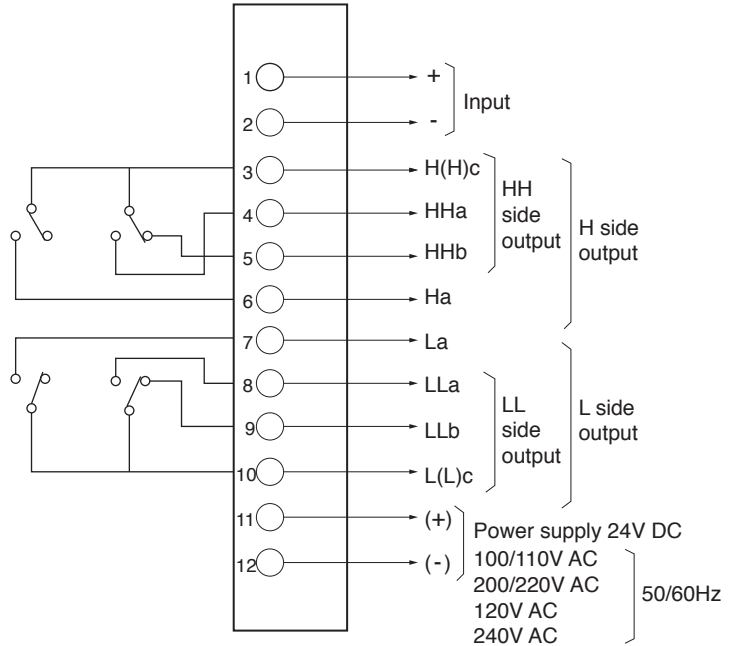 1
+
Input
2
-
3
H(H)c
HH
side
output
4
HHa
5
HHb
H side
output
6
Ha
7
La
8
LLa
LL
side
output
9
LLb
L side
output
10
L(L)c
11
(+)
Power supply 24V DC
12
(-)
100/110V AC
200/220V AC
120V AC
240V AC
50/60Hz